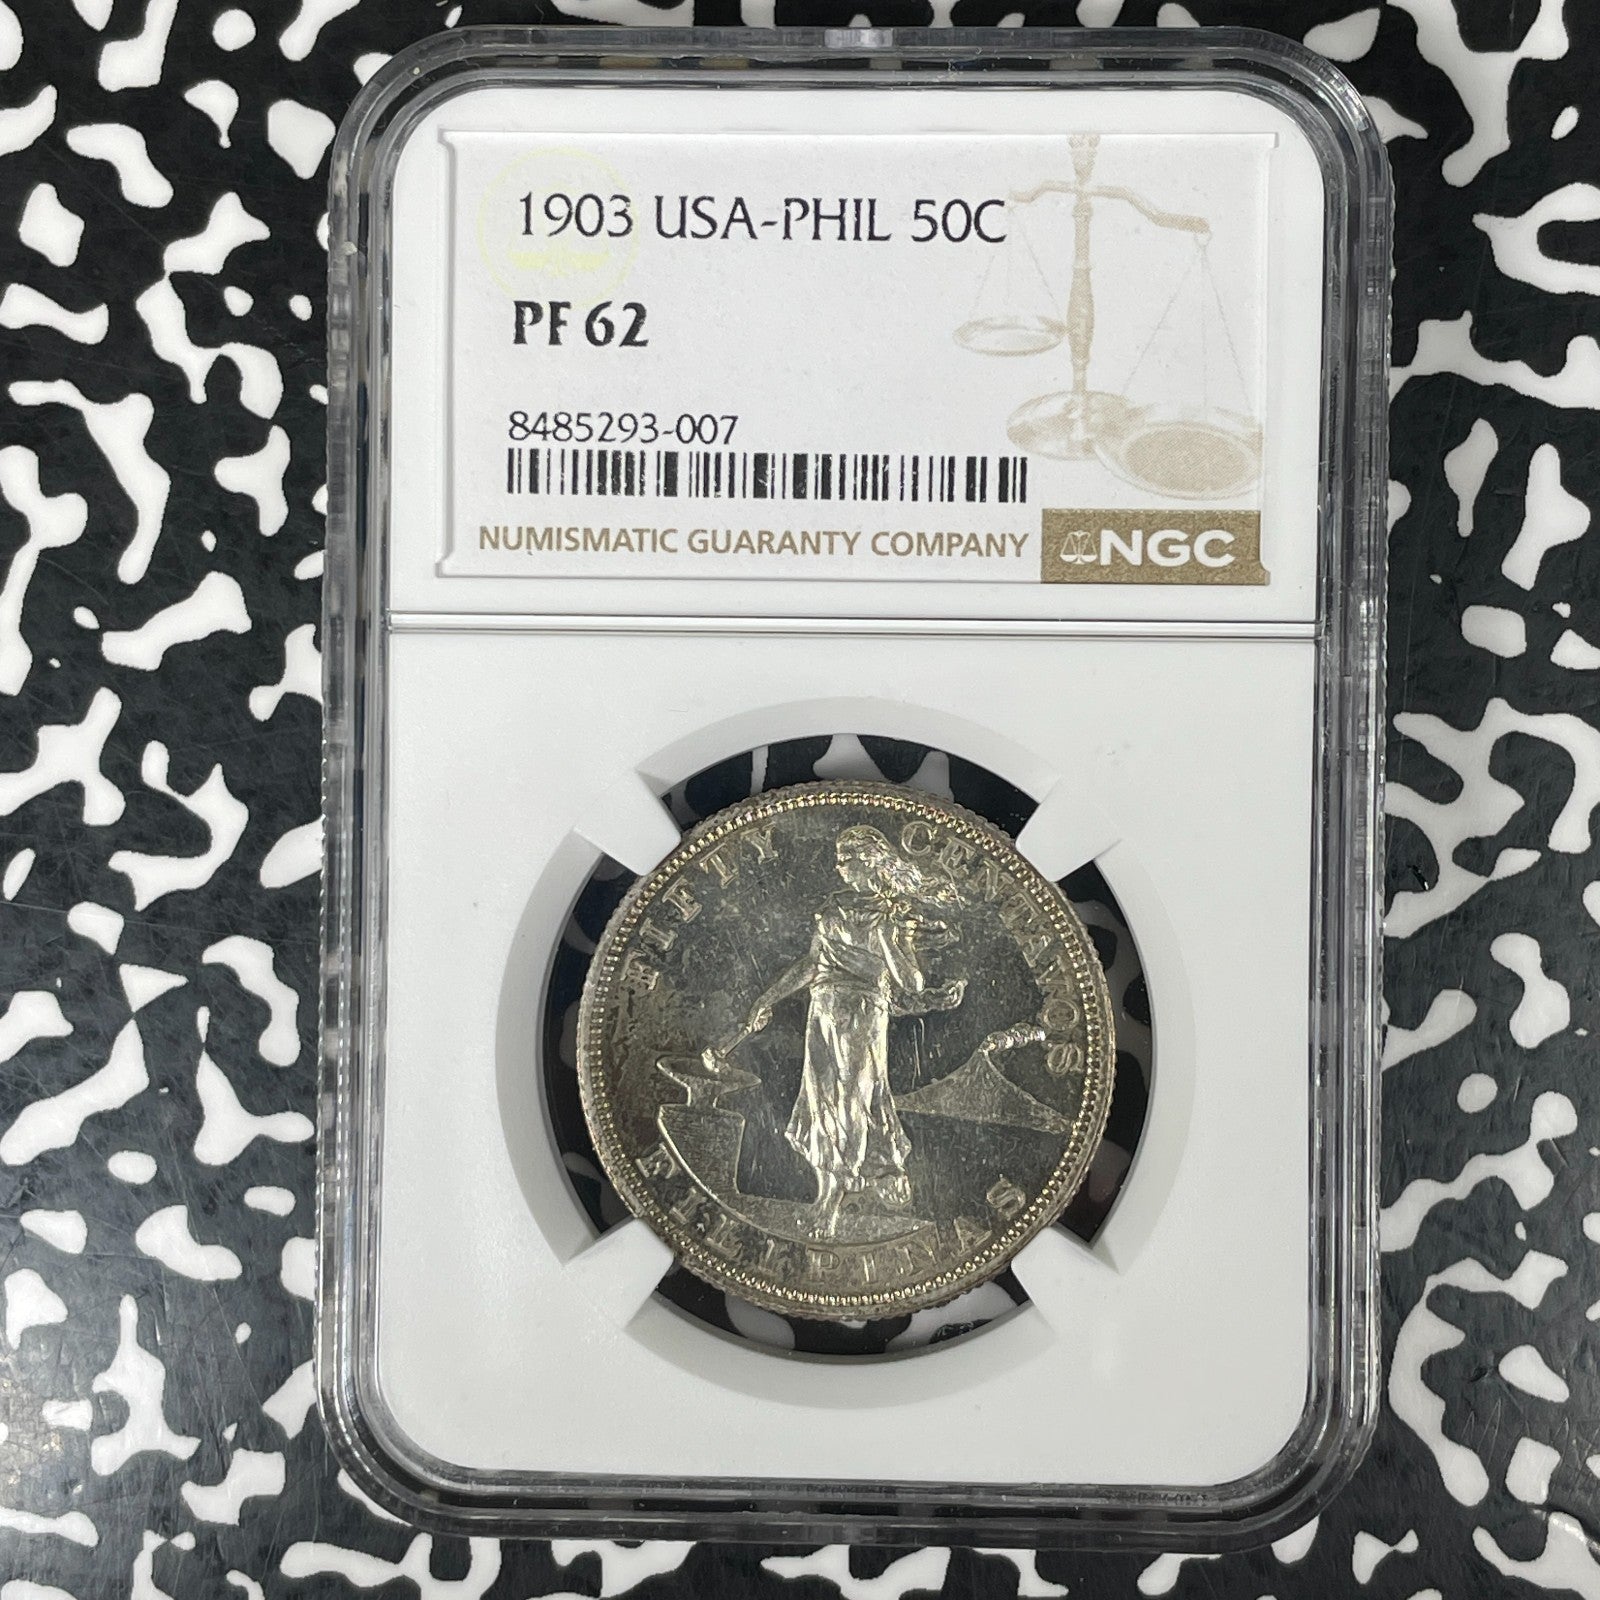 1903 USA-PHIL 50C
PF 62
8485293-007
NUMISMATIC GUARANTY COMPANY NGC
FIFTY CENTAVOS
FILIPINAS